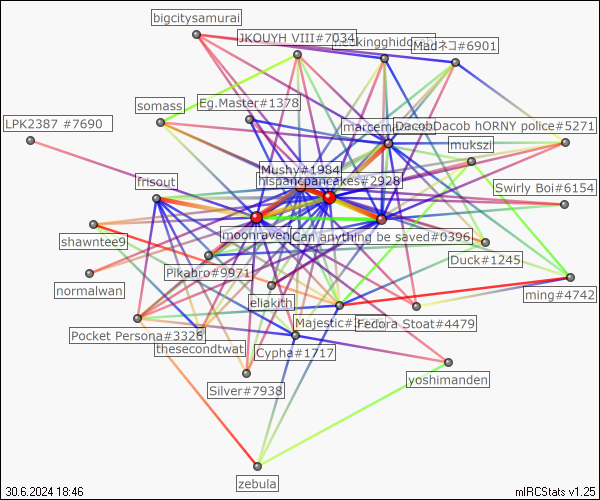 bigcitysamurai
JKOUYH VIII#7034
Madネコ#6901
somass
Eg.Master#1378
LPK2387 #7690
DacobDacob hORNY police#5271
mukszi
Mushy#1984
frisout
hispanicpancakes#2928
Swirly Boi#6154
shawntee9
moonraven
Can anything be saved#0396
Duck#1245
Pikabro#9971
normalwan
eliakith
ming#4742
Fedora Stoat#4479
Pocket Persona#3326
thesecondtwat
Cypha#1717
yoshimanden
Silver#7938
zebula
30.6.2024 18:46
mIRCStats v1.25